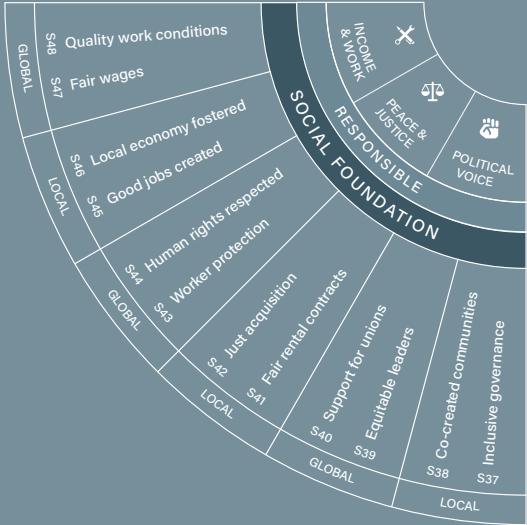 GLOBAL
S48 Quality work conditions
S47 Fair wages
LOCAL
S46 Local economy fostered
S45 Good jobs created
GLOBAL
S44 Human rights respected
S43 Worker protection
LOCAL
S42 Just acquisition
S41 Fair rental contracts
GLOBAL
S40 Support for unions
S39 Equitable leaders
LOCAL
S38 Co-created communities
S37 Inclusive governance
SOCIAL FOUNDATION
RESPONSIBLE
INCOME
& WORK
PEACE &
JUSTICE
POLITICAL
VOICE